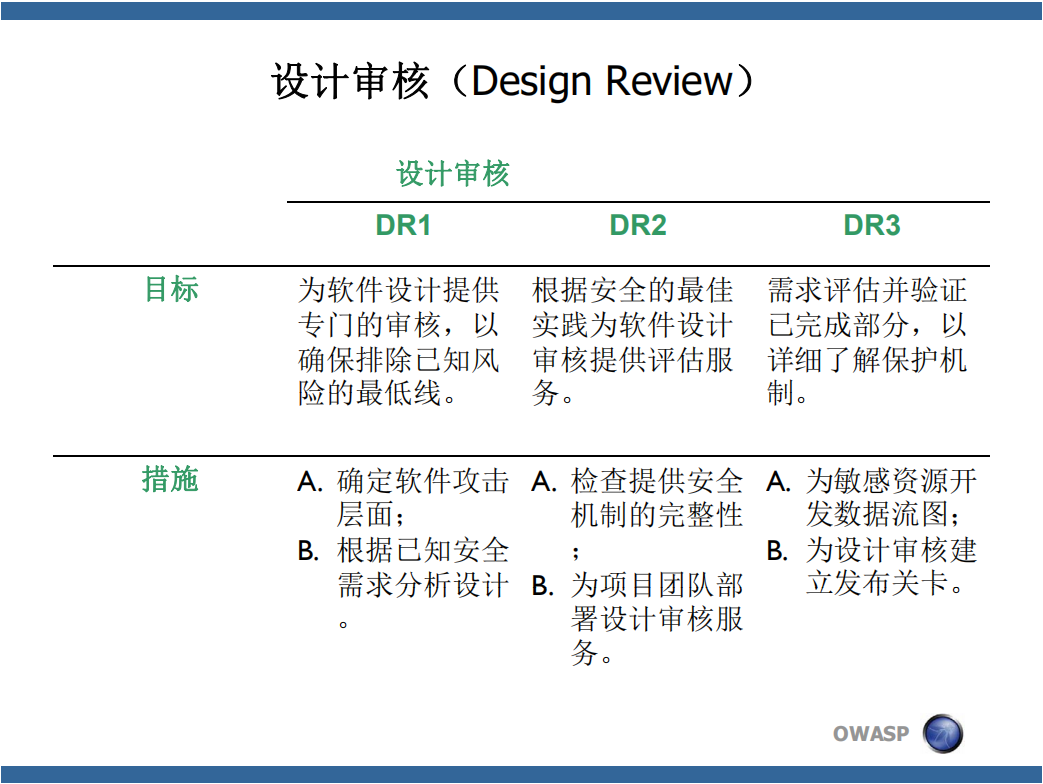 设计审核（Design Review）
设计审核
DR1 DR2 DR3
目标
为软件设计提供
专门的审核，以
确保排除已知风
险的最低线。
根据安全的最佳
实践为软件设计
审核提供评估服
务。
需求评估并验证
已完成部分，以
详细了解保护机
制。
措施
A. 确定软件攻击
层面；
B. 根据已知安全
需求分析设计
。
A. 检查提供安全
机制的完整性
；
B. 为项目团队部
署设计审核服
务。
A. 为敏感资源开
发数据流图；
B. 为设计审核建
立发布关卡。
OWASP